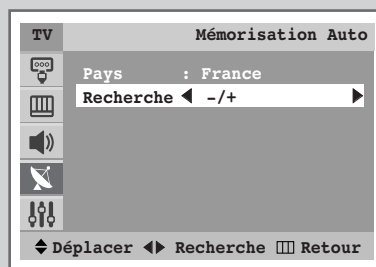 TV Mémorisation Auto
Pays : France
Recherche ◀ -/+ ▶
Déplacer Recherche Retour